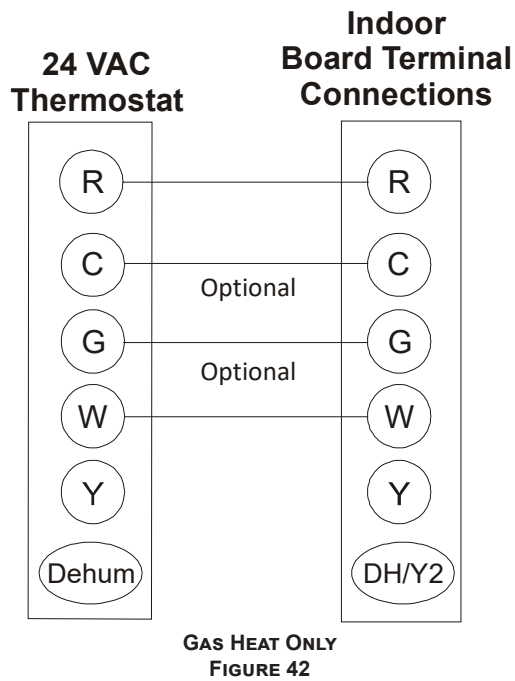 24 VAC
Thermostat
Indoor
Board Terminal
Connections
R
R
C
C
Optional
G
G
Optional
W
W
Y
Y
Dehum
DH/Y2
GAS HEAT ONLY
FIGURE 42